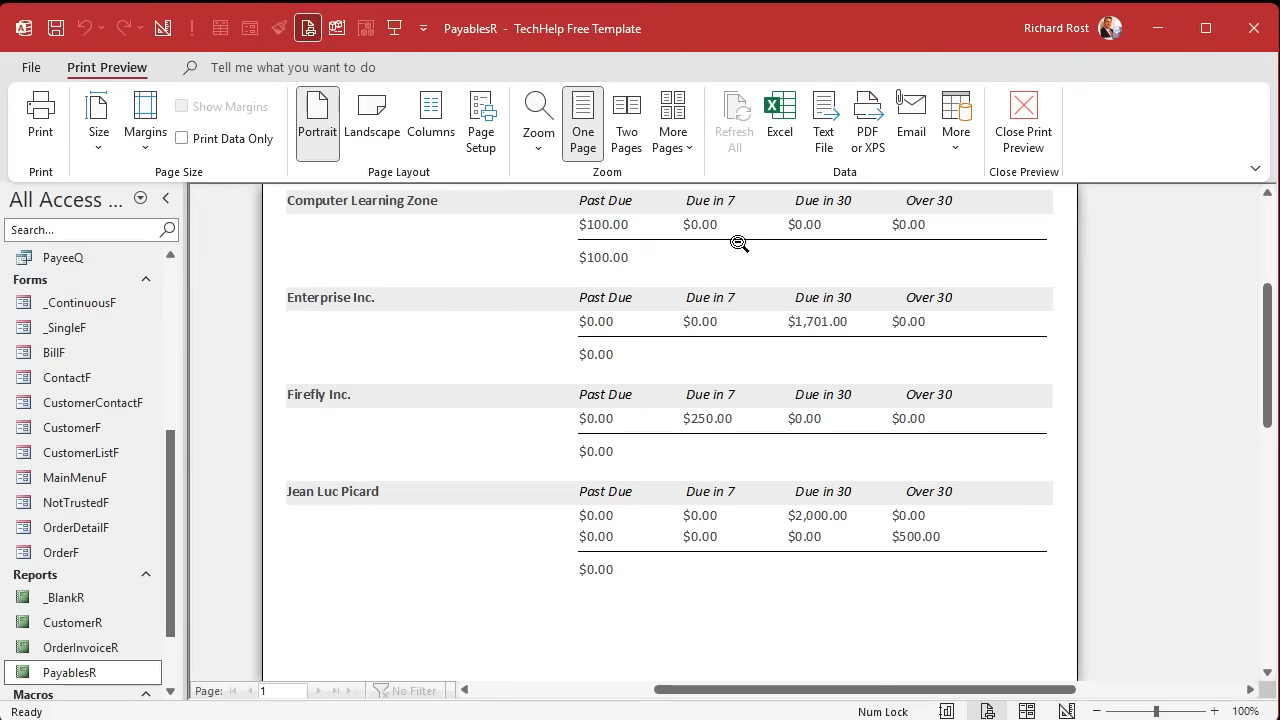 PayablesR - TechHelp Free Template
Richard Rost
File
Print Preview
Tell me what you want to do
Print
Size
Margins
Show Margins
Print Data Only
Portrait
Landscape
Columns
Page Setup
Zoom
One Page
Two Pages
More Pages
Refresh All
Excel
Text File
PDF or XPS
Email
More
Close Print Preview
Print
Page Size
Page Layout
Zoom
Data
Close Preview
All Access ...
Search...
PayeeQ
Forms
_ContinuousF
_SingleF
BillF
ContactF
CustomerContactF
CustomerF
CustomerListF
MainMenuF
NotTrustedF
OrderDetailF
OrderF
Reports
_BlankR
CustomerR
OrderInvoiceR
PayablesR
Macros
Computer Learning Zone Past Due Due in 7 Due in 30 Over 30
$100.00 $0.00 $0.00 $0.00
$100.00
Enterprise Inc. Past Due Due in 7 Due in 30 Over 30
$0.00 $0.00 $1,701.00 $0.00
$0.00
Firefly Inc. Past Due Due in 7 Due in 30 Over 30
$0.00 $250.00 $0.00 $0.00
$0.00
Jean Luc Picard Past Due Due in 7 Due in 30 Over 30
$0.00 $0.00 $2,000.00 $0.00
$0.00 $0.00 $0.00 $500.00
$0.00
Page: 1 No Filter
Ready
Num Lock
100%